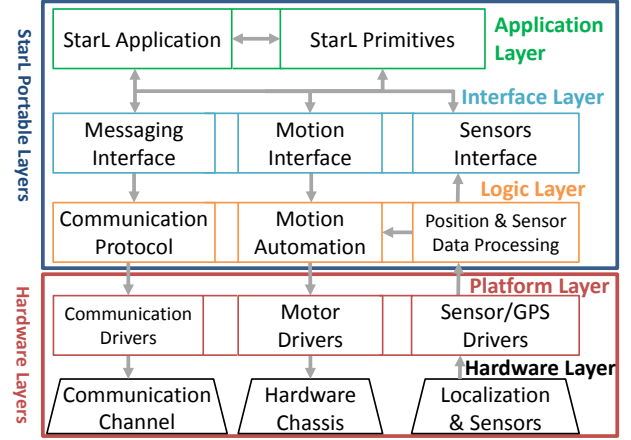 StarL Portable Layers
StarL Application
StarL Primitives
Application
Layer
Interface Layer
Messaging
Interface
Motion
Interface
Sensors
Interface
Logic Layer
Communication
Protocol
Motion
Automation
Position & Sensor
Data Processing
Hardware Layers
Platform Layer
Communication
Drivers
Motor
Drivers
Sensor/GPS
Drivers
Hardware Layer
Communication
Channel
Hardware
Chassis
Localization
& Sensors